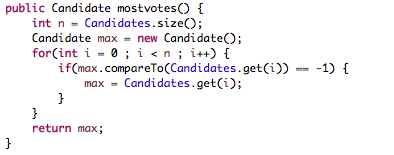 public Candidate mostvotes() {
    int n = Candidates.size();
    Candidate max = new Candidate();
    for(int i = 0 ; i < n ; i++) {
        if(max.compareTo(Candidates.get(i)) == -1) {
            max = Candidates.get(i);
        }
    }
    return max;
}